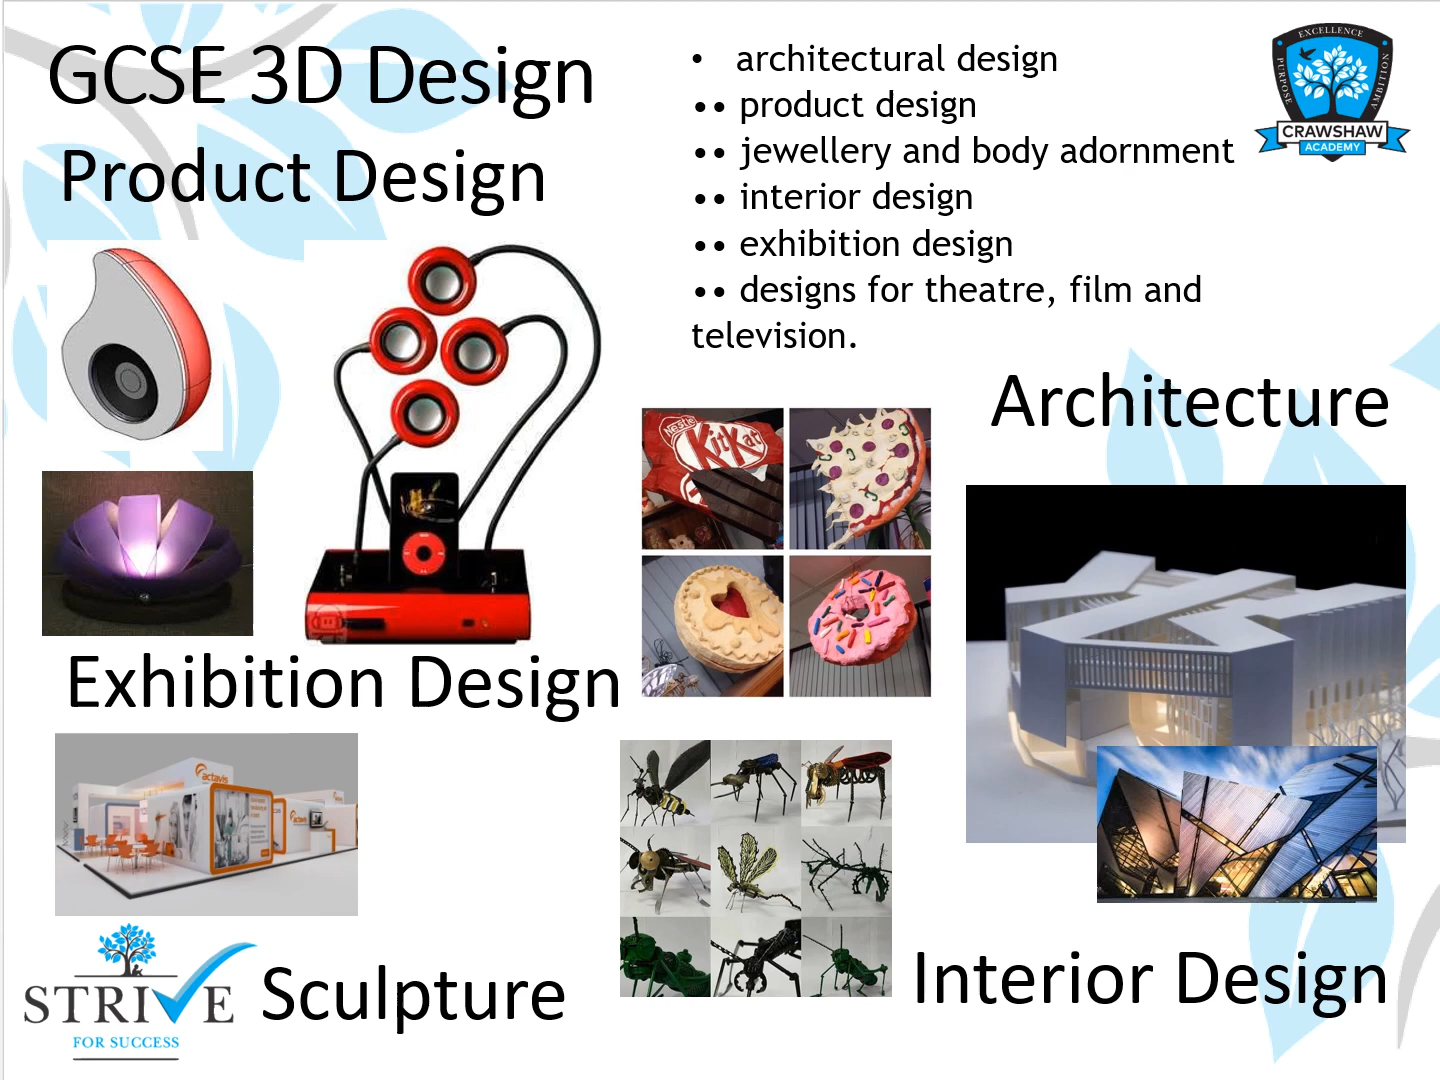 GCSE 3D Design
Product Design
• architectural design
•• product design
•• jewellery and body adornment
•• interior design
•• exhibition design
•• designs for theatre, film and
television.
EXCELLENCE
PURPOSE
AMBITION
CRAWSHAW
ACADEMY
Architecture
Nestle
KitKat
Exhibition Design
actavis
actavis
STRIVE
FOR SUCCESS
Sculpture
Interior Design